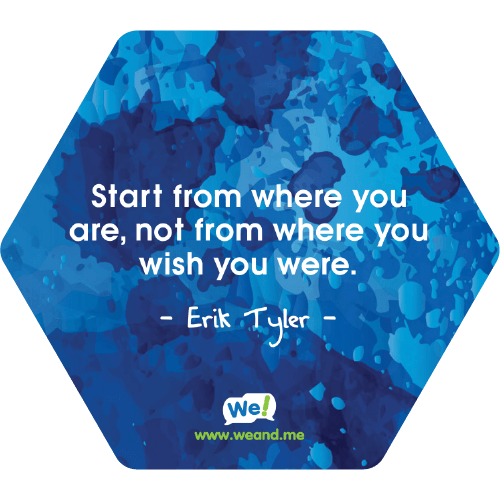 Start from where you
are, not from where you
wish you were.
- Erik Tyler -
We!
www.weand.me